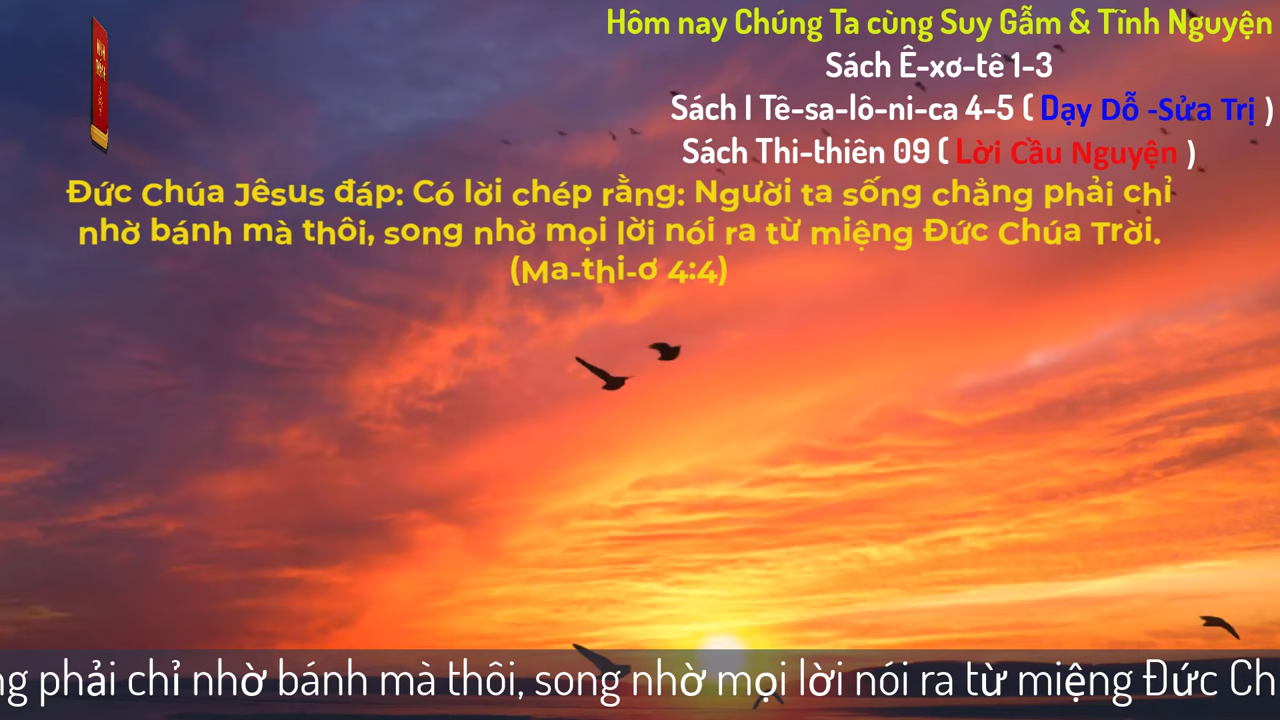 Hôm nay Chúng Ta cùng Suy Gẫm & Tĩnh Nguyện
Sách Ê-xơ-tê 1-3
Sách I Tê-sa-lô-ni-ca 4-5 ( Dạy Dỗ -Sửa Trị )
Sách Thi-thiên 09 ( Lời Cầu Nguyện )
Đức Chúa Jêsus đáp: Có lời chép rằng: Người ta sống chẳng phải chỉ
nhờ bánh mà thôi, song nhờ mọi lời nói ra từ miệng Đức Chúa Trời.
(Ma-thi-ơ 4:4)
ng phải chỉ nhờ bánh mà thôi, song nhờ mọi lời nói ra từ miệng Đức Ch